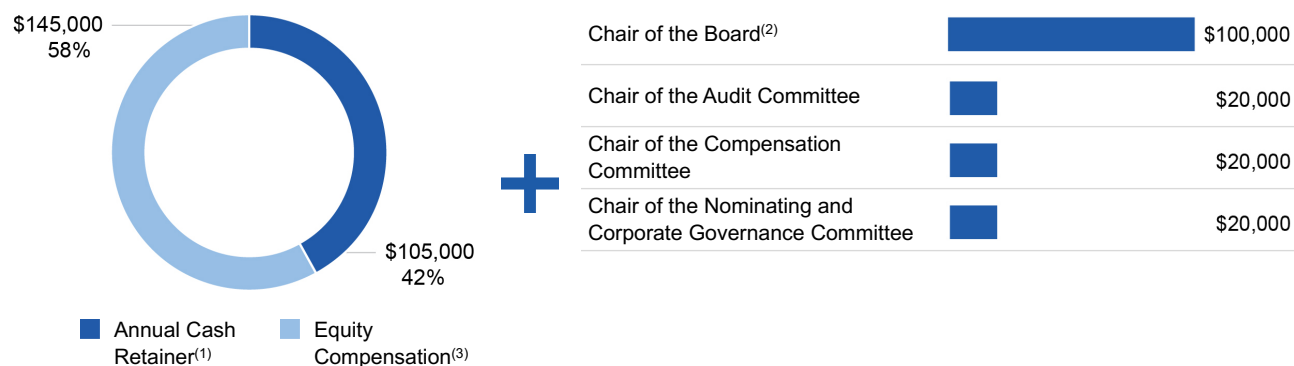 $145,000
58%
$105,000
42%
Annual Cash
Retainer(1)
Equity
Compensation(3)
Chair of the Board(2)
$100,000
Chair of the Audit Committee
$20,000
Chair of the Compensation
Committee
$20,000
Chair of the Nominating and
Corporate Governance Committee
$20,000